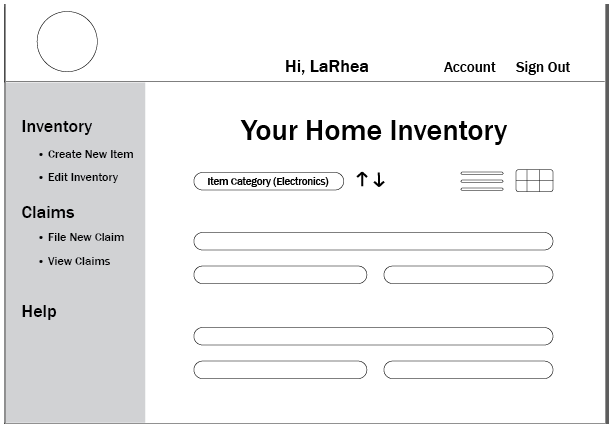 Hi, LaRhea
Account Sign Out
Inventory
• Create New Item
• Edit Inventory
Claims
• File New Claim
• View Claims
Help
Your Home Inventory
Item Category (Electronics)